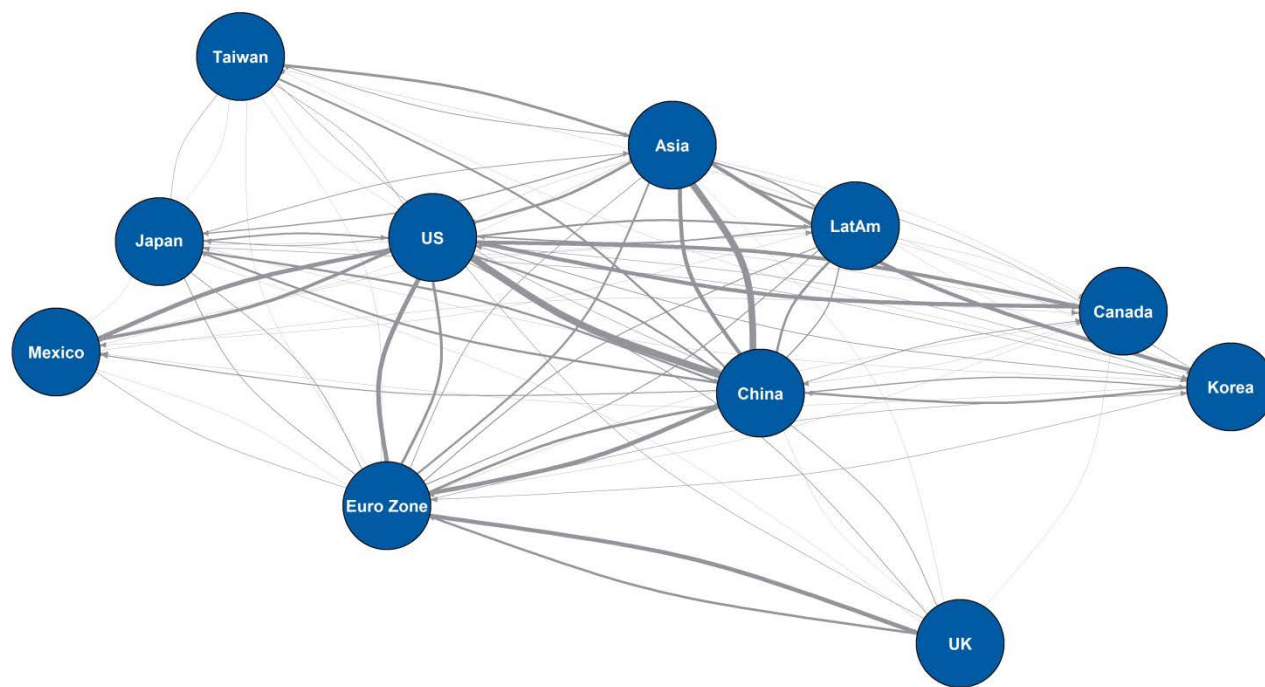 Taiwan
Asia
LatAm
US
Japan
Canada
Mexico
Korea
China
Euro Zone
UK